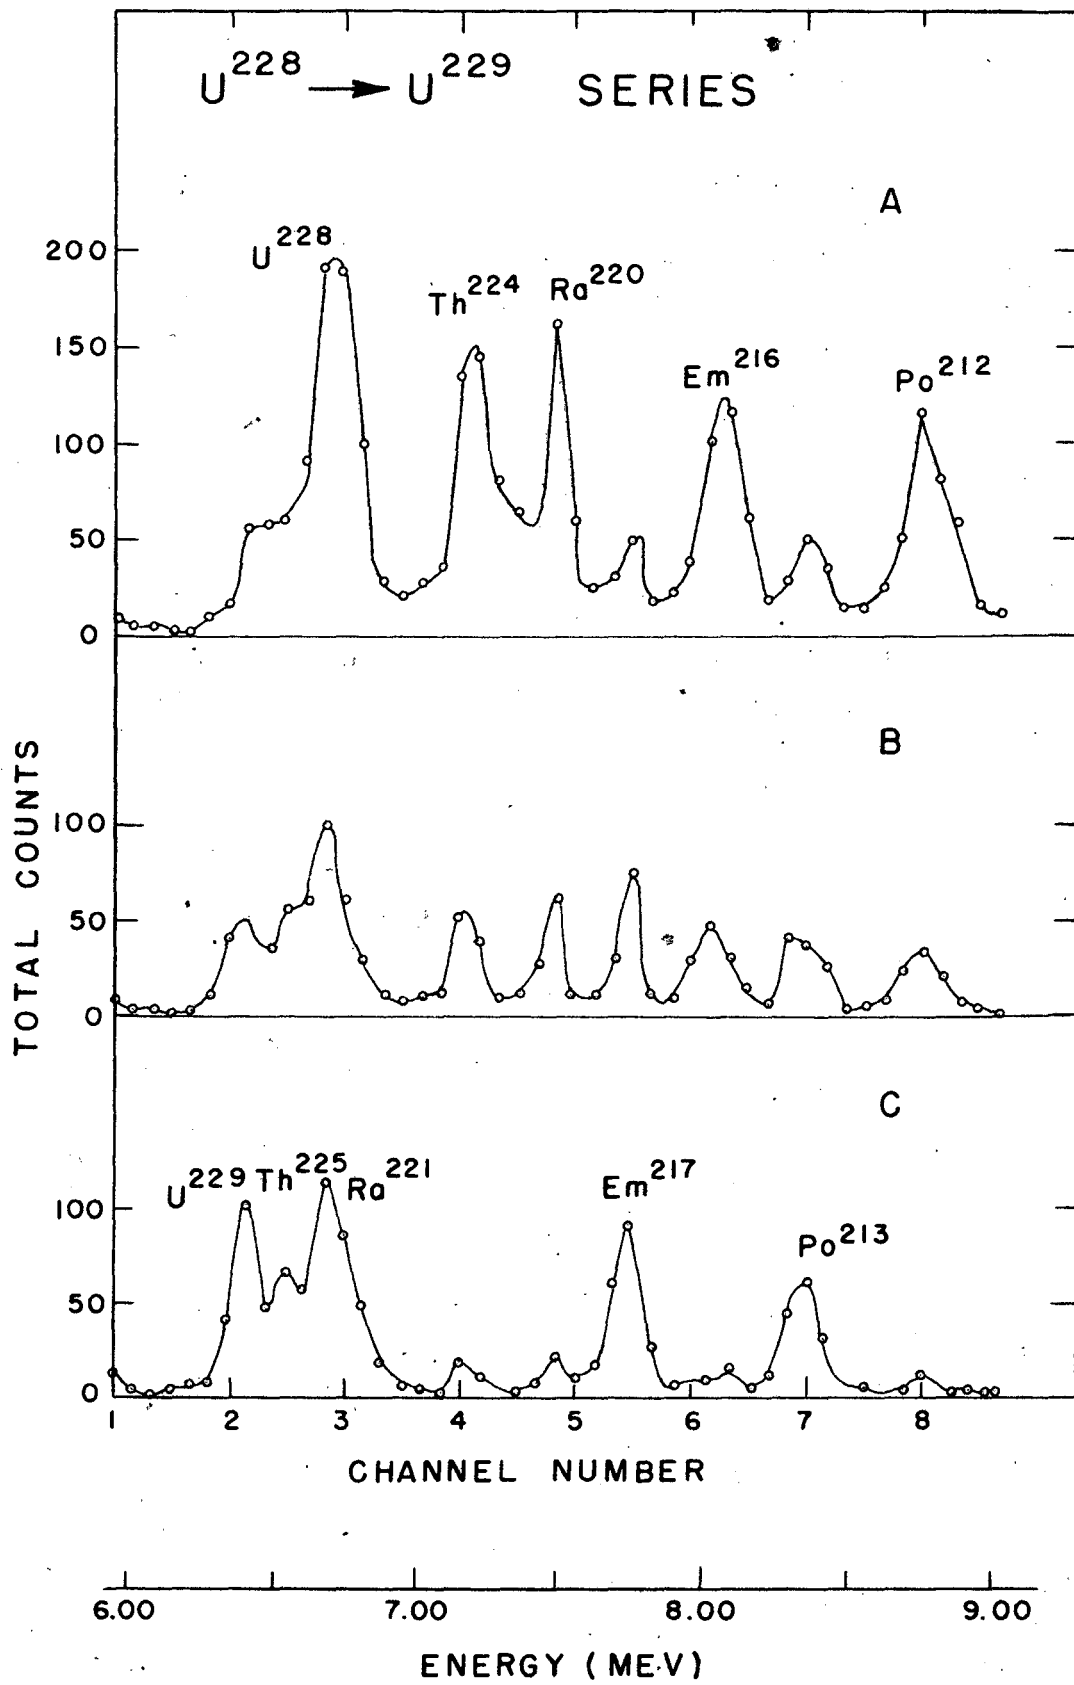 U228 → U229 SERIES
A
200
150
100
50
0
U228
Th224
Ra220
Em216
Po212
B
100
50
0
TOTAL COUNTS
C
100
50
0
U229 Th225 Ra221
Em217
Po213
1 2 3 4 5 6 7 8
CHANNEL NUMBER
6.00 7.00 8.00 9.00
ENERGY (MEV)